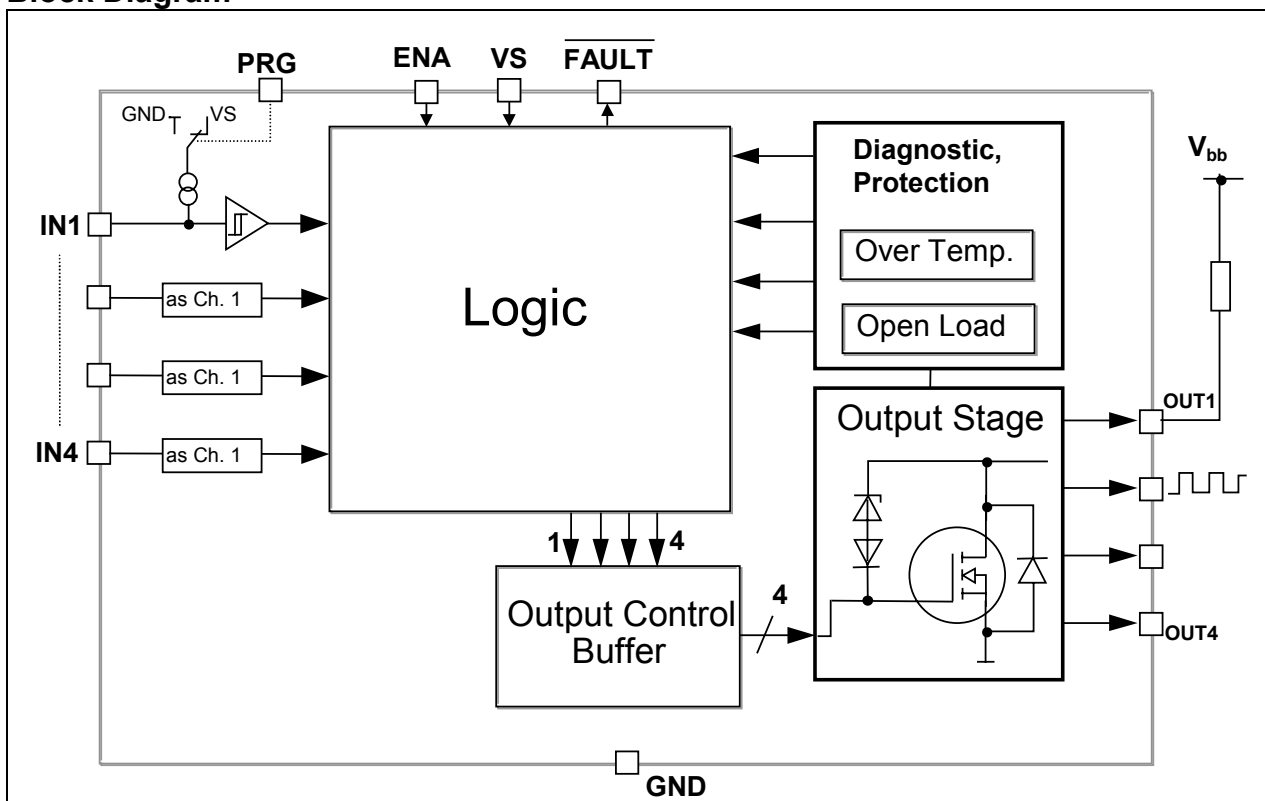 Block Diagram
PRG
ENA
VS
FAULT
GND
VS
IN1
as Ch. 1
as Ch. 1
IN4
as Ch. 1
Logic
Diagnostic,
Protection
Over Temp.
Open Load
Vbb
Output Stage
OUT1
OUT4
1
4
Output Control
Buffer
4
GND